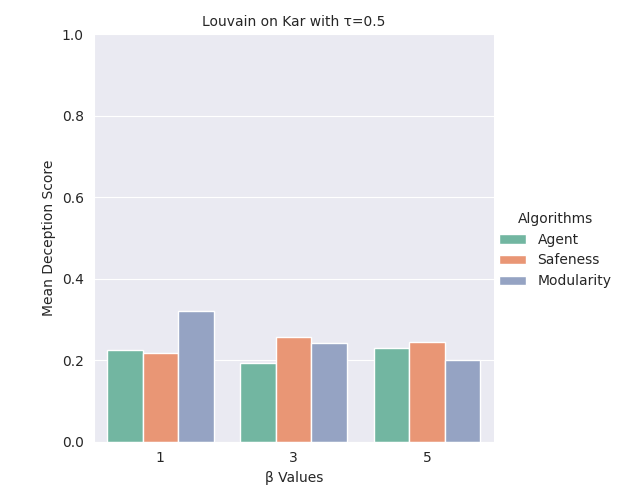 Louvain on Kar with τ=0.5
Mean Deception Score
1.0
0.8
0.6
0.4
0.2
0.0
1
3
5
β Values
Algorithms
Agent
Safeness
Modularity